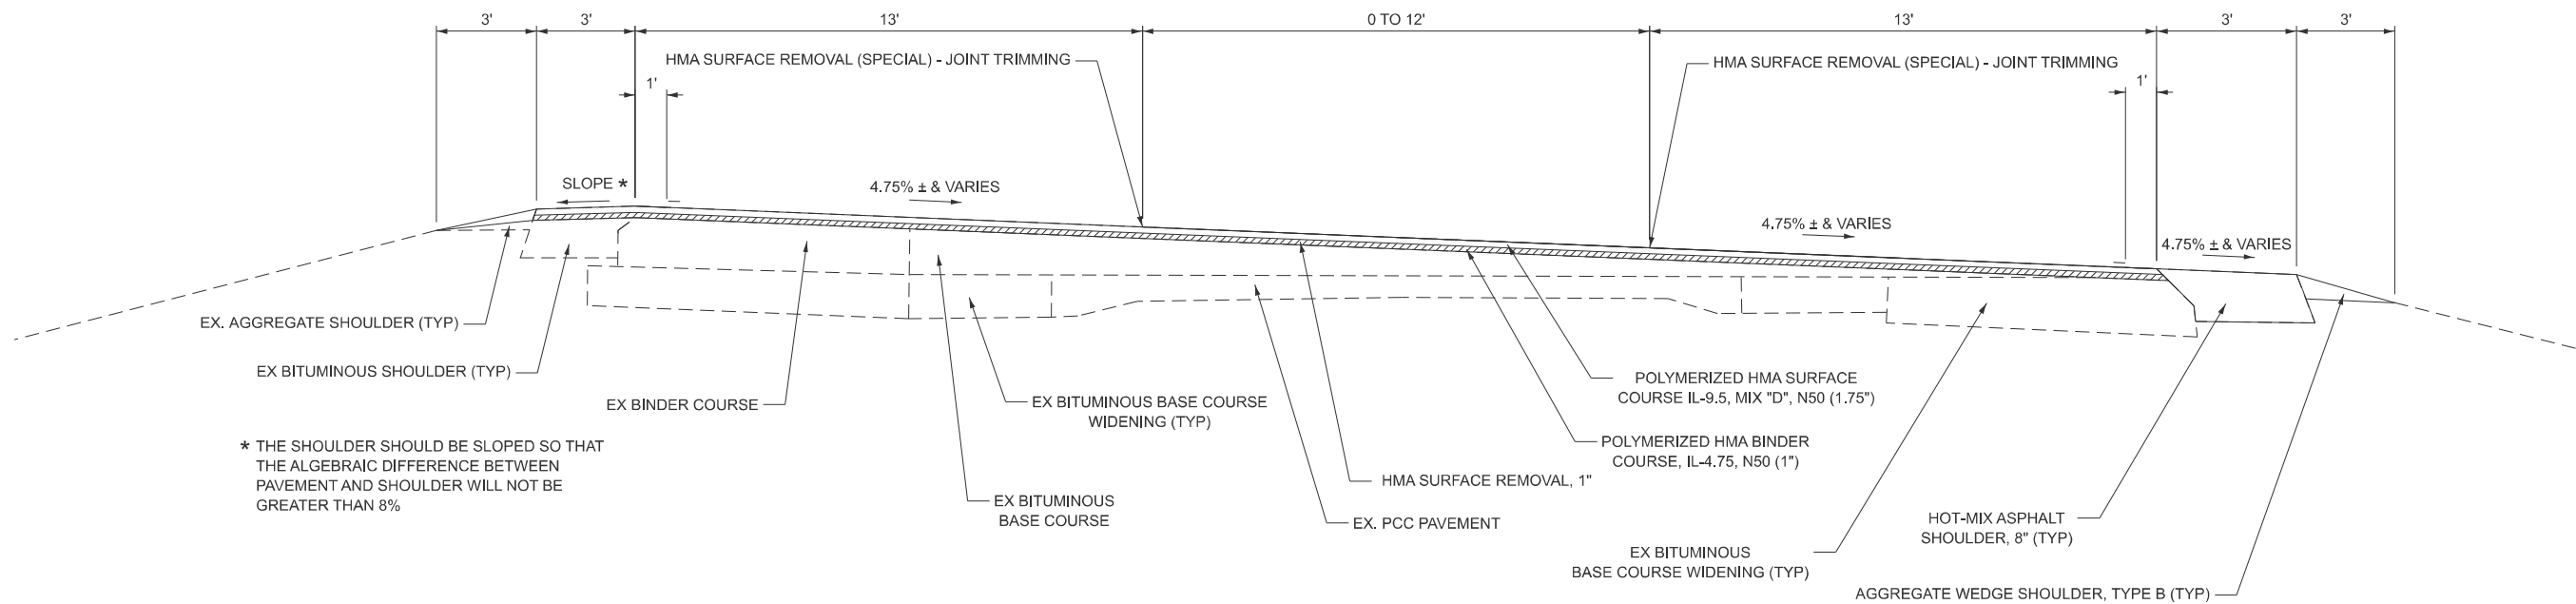 3'
3'
13'
0 TO 12'
13'
3'
3'
HMA SURFACE REMOVAL (SPECIAL) - JOINT TRIMMING
HMA SURFACE REMOVAL (SPECIAL) - JOINT TRIMMING
1'
1'
SLOPE *
4.75% ± & VARIES
4.75% ± & VARIES
4.75% ± & VARIES
EX. AGGREGATE SHOULDER (TYP)
EX BITUMINOUS SHOULDER (TYP)
EX BINDER COURSE
EX BITUMINOUS BASE COURSE
WIDENING (TYP)
POLYMERIZED HMA SURFACE
COURSE IL-9.5, MIX "D", N50 (1.75")
* THE SHOULDER SHOULD BE SLOPED SO THAT
THE ALGEBRAIC DIFFERENCE BETWEEN
PAVEMENT AND SHOULDER WILL NOT BE
GREATER THAN 8%
POLYMERIZED HMA BINDER
COURSE, IL-4.75, N50 (1")
HMA SURFACE REMOVAL, 1"
EX BITUMINOUS
BASE COURSE
EX. PCC PAVEMENT
HOT-MIX ASPHALT
SHOULDER, 8" (TYP)
EX BITUMINOUS
BASE COURSE WIDENING (TYP)
AGGREGATE WEDGE SHOULDER, TYPE B (TYP)